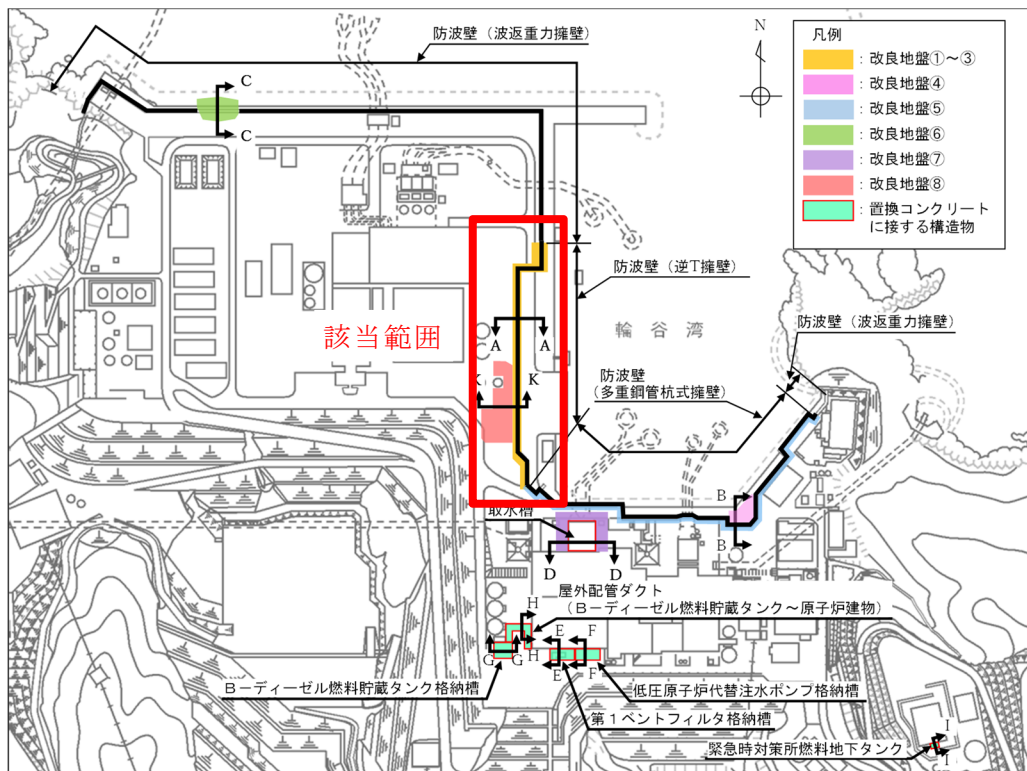 防波壁（波返重力擁壁）
N
凡例
：改良地盤①～③
：改良地盤④
：改良地盤⑤
：改良地盤⑥
：改良地盤⑦
：改良地盤⑧
：置換コンクリート
に接する構造物
C
C
防波壁（逆T擁壁）
輪谷湾
該当範囲
A
A
防波壁（波返重力擁壁）
K
K
防波壁
（多重鋼管杭式擁壁）
B
B
取水槽
D
D
屋外配管ダクト
（B－ディーゼル燃料貯蔵タンク～原子炉建物）
H
H
G
G
E
E
F
F
B－ディーゼル燃料貯蔵タンク格納槽
低圧原子炉代替注水ポンプ格納槽
第1ベントフィルタ格納槽
緊急時対策所燃料地下タンク
I
I